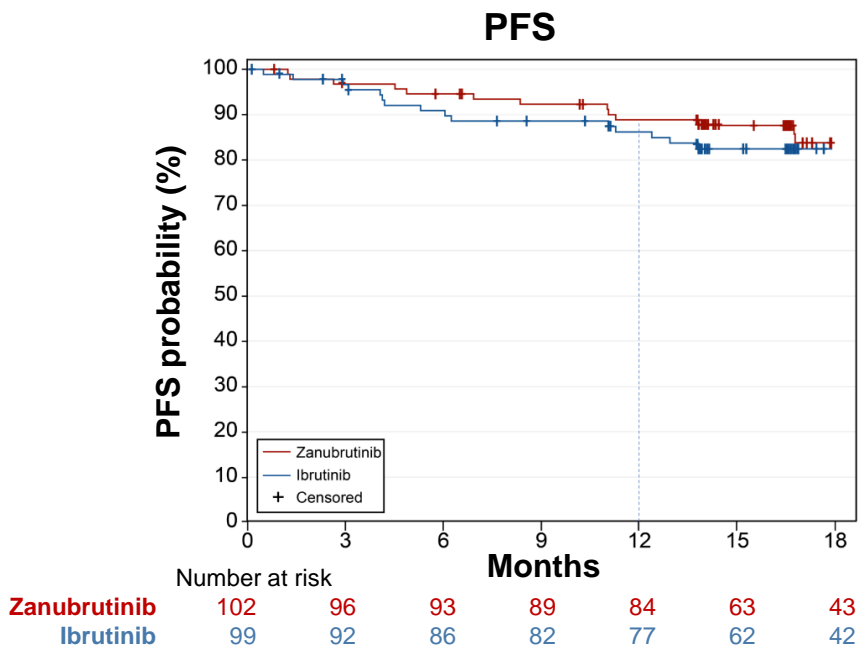 PFS
PFS probability (%)
100
90
80
70
60
50
40
30
20
10
0
Zanubrutinib
Ibrutinib
+ Censored
0 3 6 9 12 15 18
Months
Number at risk
Zanubrutinib 102 96 93 89 84 63 43
Ibrutinib 99 92 86 82 77 62 42